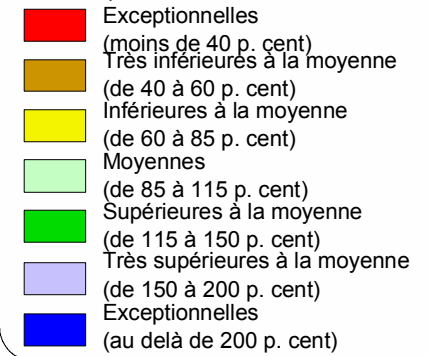 Exceptionnelles
(moins de 40 p. cent)
Très inférieures à la moyenne
(de 40 à 60 p. cent)
Inférieures à la moyenne
(de 60 à 85 p. cent)
Moyennes
(de 85 à 115 p. cent)
Supérieures à la moyenne
(de 115 à 150 p. cent)
Très supérieures à la moyenne
(de 150 à 200 p. cent)
Exceptionnelles
(au delà de 200 p. cent)